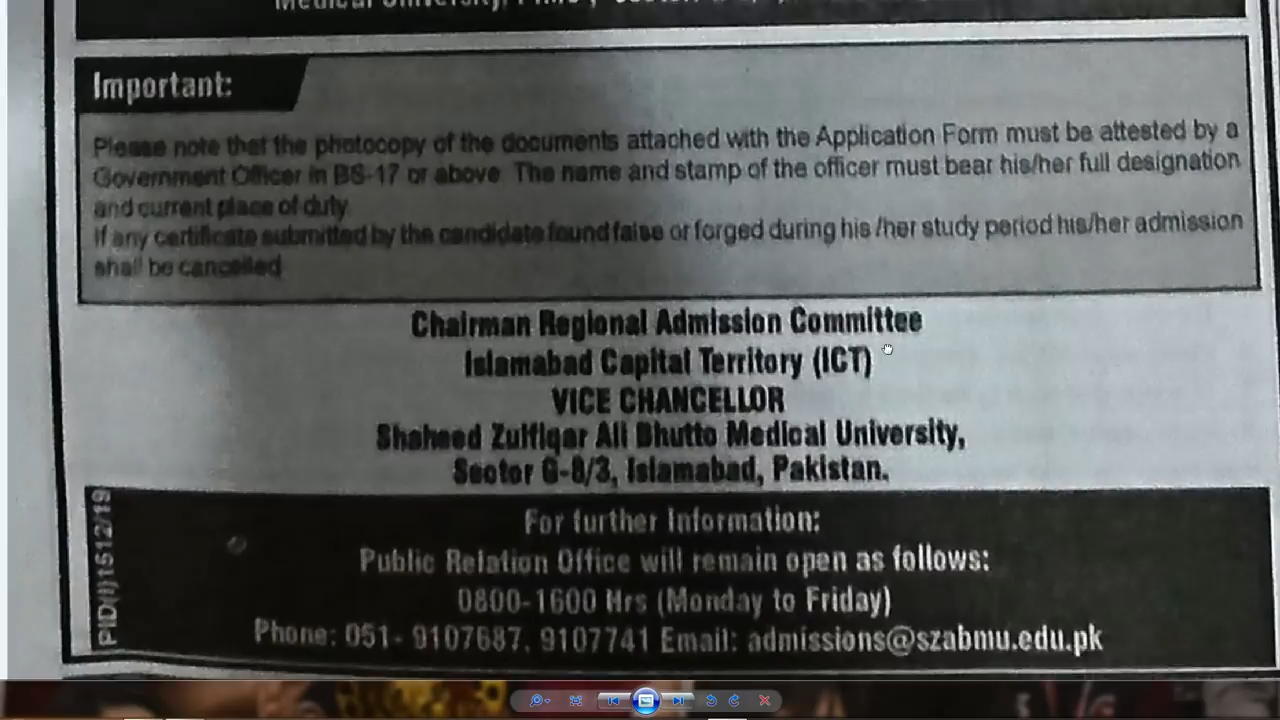 Medical University,
Important:
Please note that the photocopy of the documents attached with the Application Form must be attested by a
Government Officer in BS-17 or above. The name and stamp of the officer must bear his/her full designation
and current place of duty.
If any certificate submitted by the candidate found false or forged during his /her study period his/her admission
shall be cancelled
Chairman Regional Admission Committee
Islamabad Capital Territory (ICT)
VICE CHANCELLOR
Shaheed Zulfiqar Ali Bhutto Medical University,
Sector G-8/3, Islamabad, Pakistan.
PID(I)1512/19
For further Information:
Public Relation Office will remain open as follows:
0800-1600 Hrs (Monday to Friday)
Phone: 051- 9107687, 9107741 Email: admissions@szabmu.edu.pk